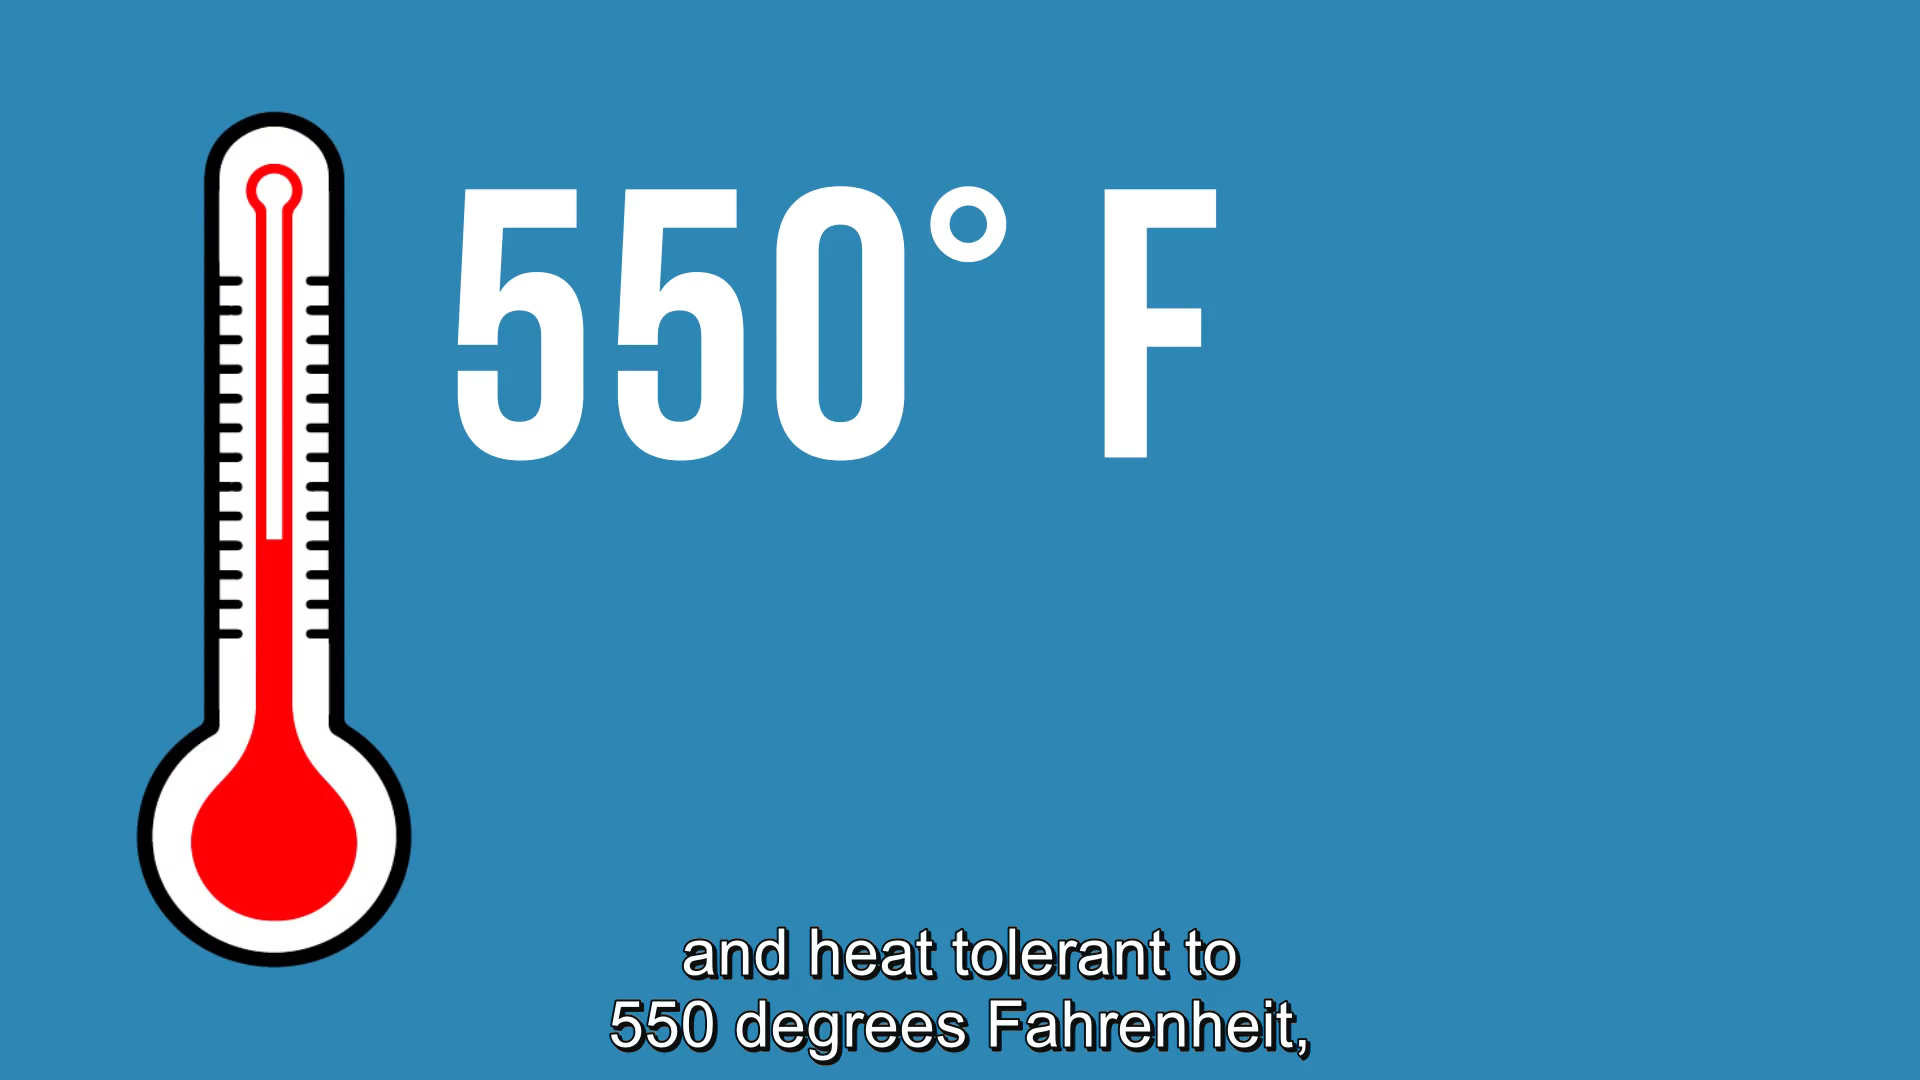 550° F
and heat tolerant to
550 degrees Fahrenheit,